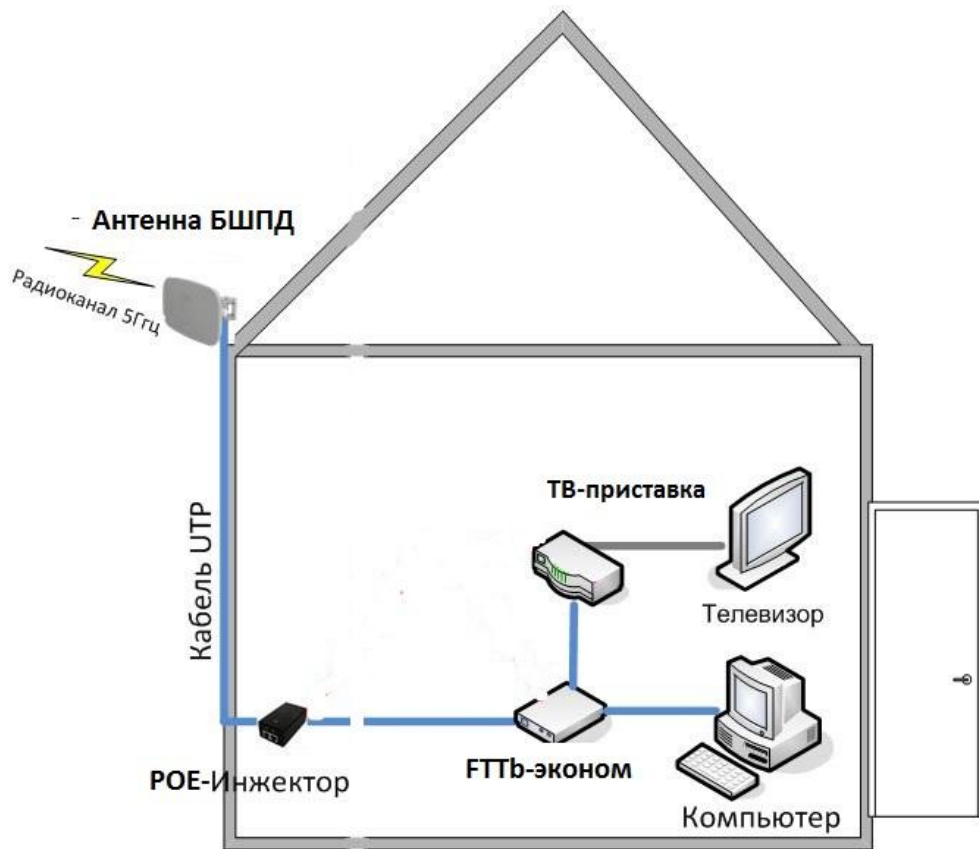 - Антенна БШПД
Радиоканал 5Ггц
ТВ-приставка
Кабель UTP
Телевизор
POE-Инжектор
FTTb-эконом
Компьютер